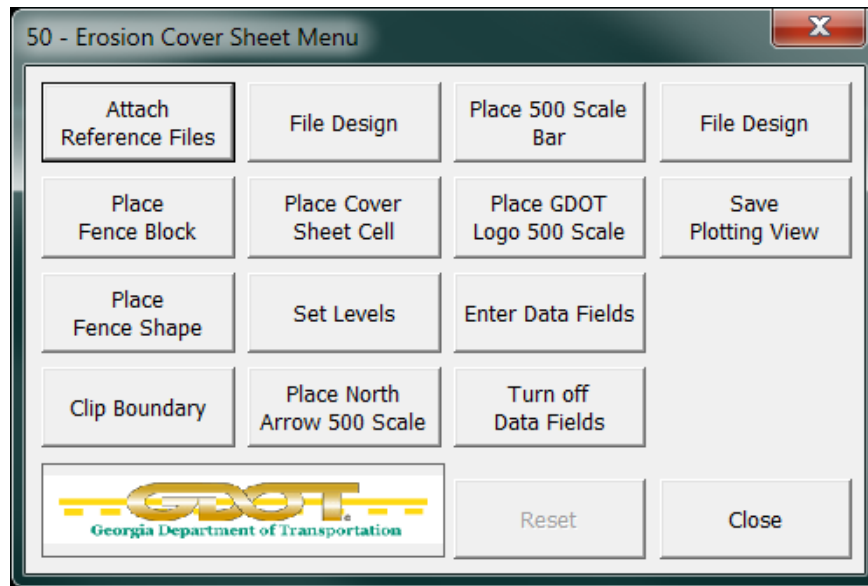 50 - Erosion Cover Sheet Menu
X
Attach
Reference Files
File Design
Place 500 Scale
Bar
File Design
Place
Fence Block
Place Cover
Sheet Cell
Place GDOT
Logo 500 Scale
Save
Plotting View
Place
Fence Shape
Set Levels
Enter Data Fields
Clip Boundary
Place North
Arrow 500 Scale
Turn off
Data Fields
GDOT
Georgia Department of Transportation
Reset
Close